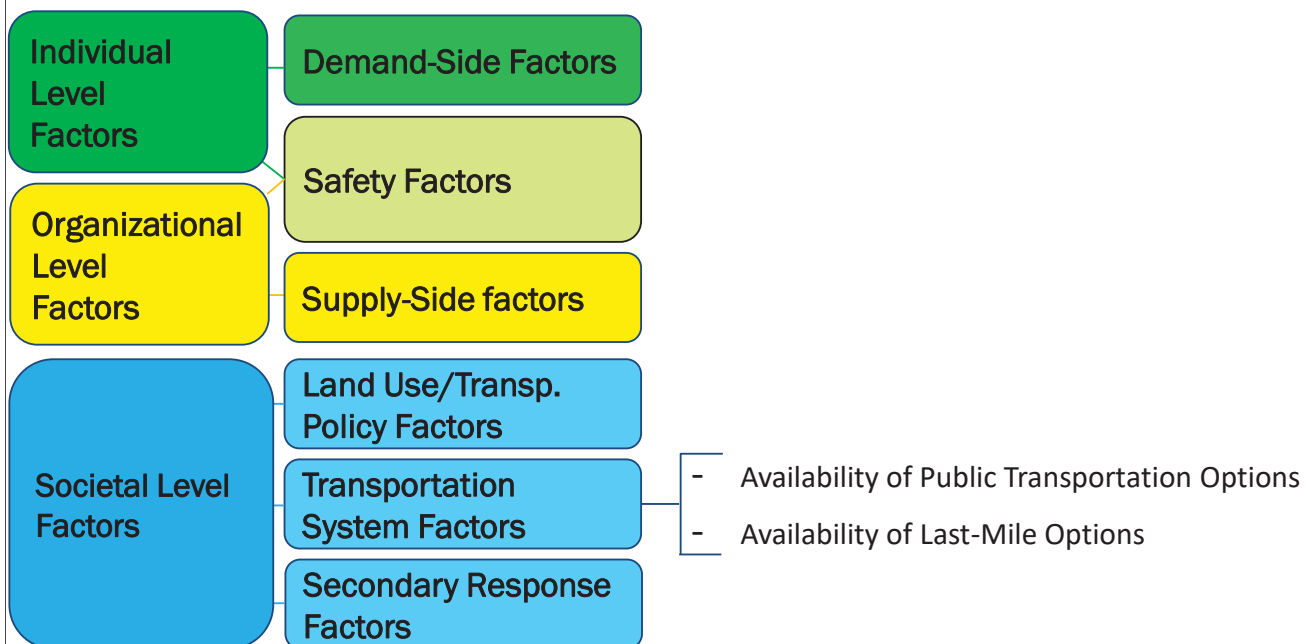 Individual
Level
Factors
Demand-Side Factors
Safety Factors
Organizational
Level
Factors
Supply-Side factors
Societal Level
Factors
Land Use/Transp.
Policy Factors
Transportation
System Factors
- Availability of Public Transportation Options
- Availability of Last-Mile Options
Secondary Response
Factors